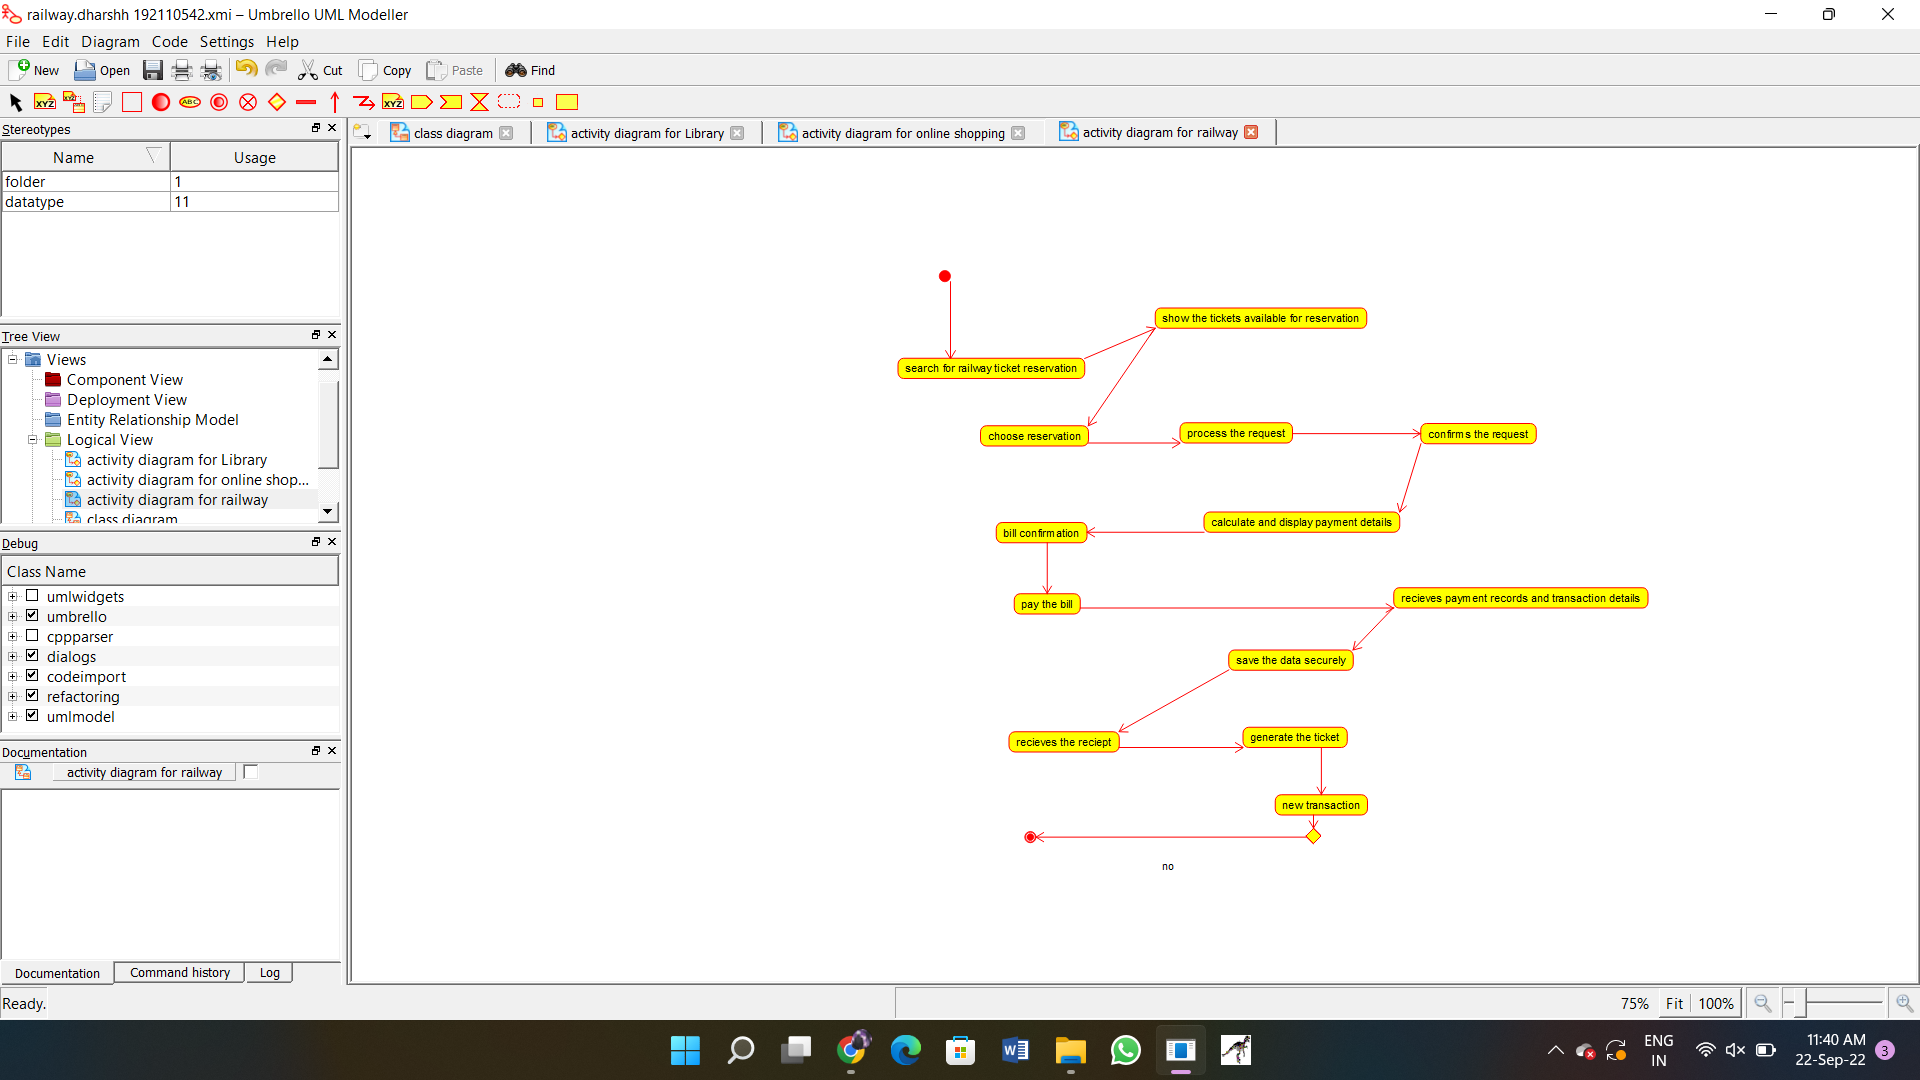 railway.dharshh 192110542.xmi – Umbrello UML Modeller
File Edit Diagram Code Settings Help
New Open Cut Copy Paste Find
XYZ ABC XYZ
Stereotypes
Name Usage
folder 1
datatype 11
Tree View
Views
Component View
Deployment View
Entity Relationship Model
Logical View
activity diagram for Library
activity diagram for online shop...
activity diagram for railway
class diagram
Debug
Class Name
umlwidgets
umbrello
cppparser
dialogs
codeimport
refactoring
umlmodel
Documentation
activity diagram for railway
Documentation Command history Log
Ready.
class diagram activity diagram for Library activity diagram for online shopping activity diagram for railway
show the tickets available for reservation
search for railway ticket reservation
choose reservation process the request confirms the request
calculate and display payment details
bill confirmation
pay the bill recieves payment records and transaction details
save the data securely
recieves the reciept generate the ticket
new transaction
no
75% Fit 100%
ENG
IN
11:40 AM
22-Sep-22
3